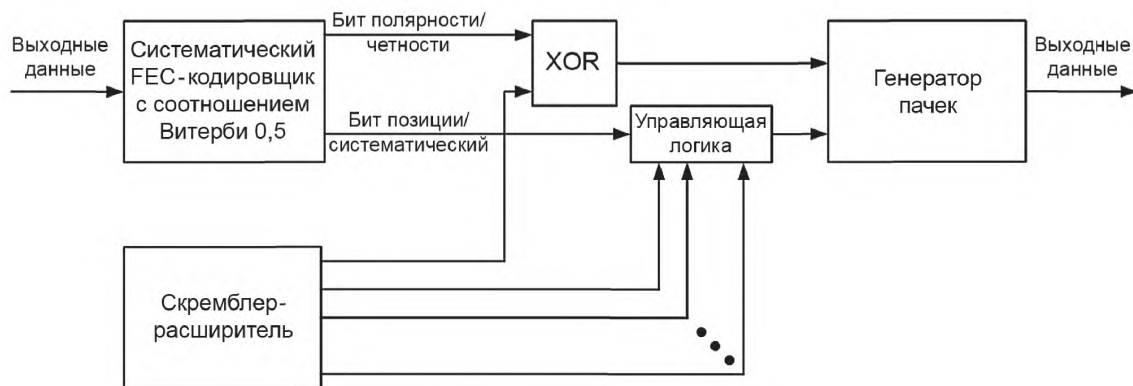 Выходные
данные
Систематический
FEC-кодировщик
с соотношением
Витерби 0,5
Бит полярности/
четности
Бит позиции/
систематический
XOR
Управляющая
логика
Генератор
пачек
Выходные
данные
Скремблер-
расширитель